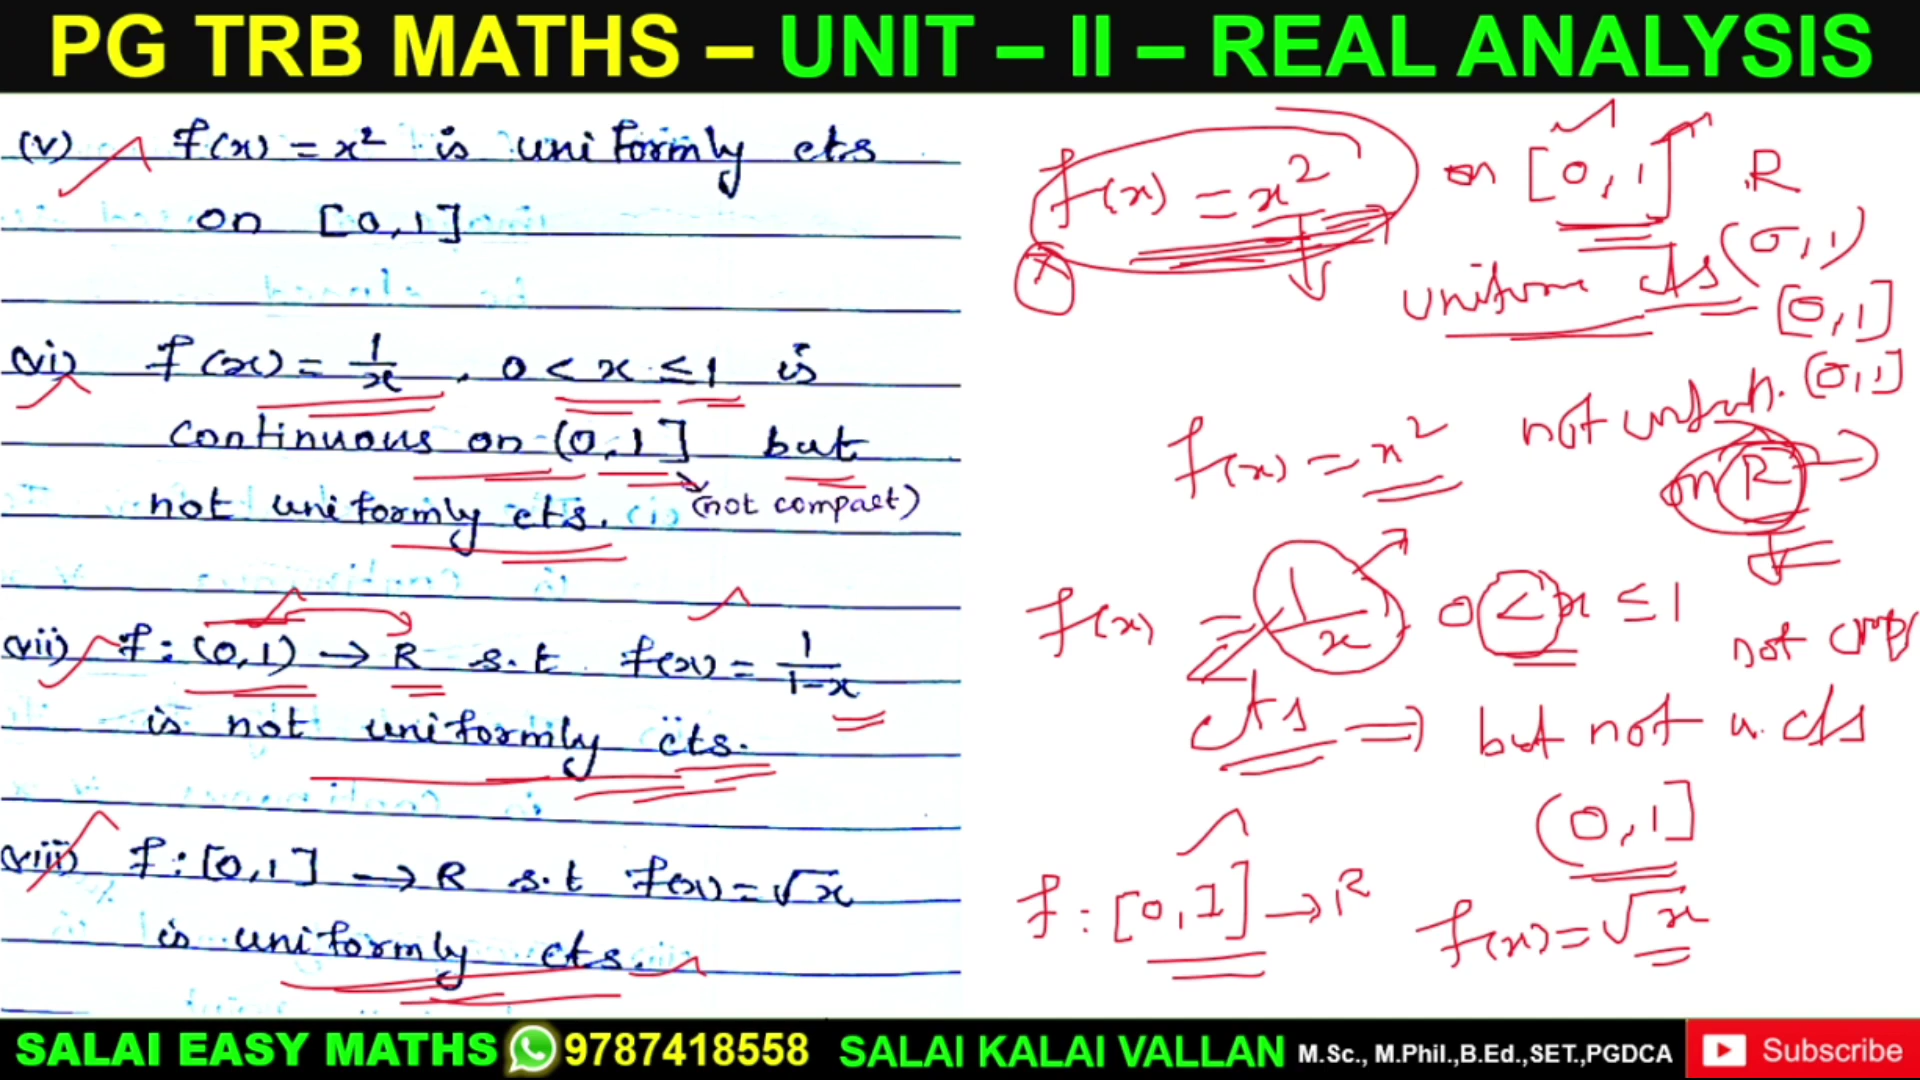 PG TRB MATHS – UNIT – II – REAL ANALYSIS
(v) f(x) = x² is uniformly cts
on [0,1]
(vi) f(x) = 1/x, 0 < x ≤ 1 is
continuous on (0,1] but
not uniformly cts. (not compact)
(vii) f: (0,1) → R s.t f(x) = 1/1-x
is not uniformly cts.
(viii) f: [0,1] → R s.t f(x) = √x
is uniformly cts.
f(x) = x² on [0,1] R
uniform cts (0,1)
[0,1]
(0,1]
f(x) = x² not
on R
f(x) = 1/x 0 < x ≤ 1
not
cts ⇒ but not u. cts
(0,1]
f: [0,1] → R f(x) = √x
SALAI EASY MATHS 9787418558 SALAI KALAI VALLAN M.Sc., M.Phil.,B.Ed.,SET.,PGDCA Subscribe